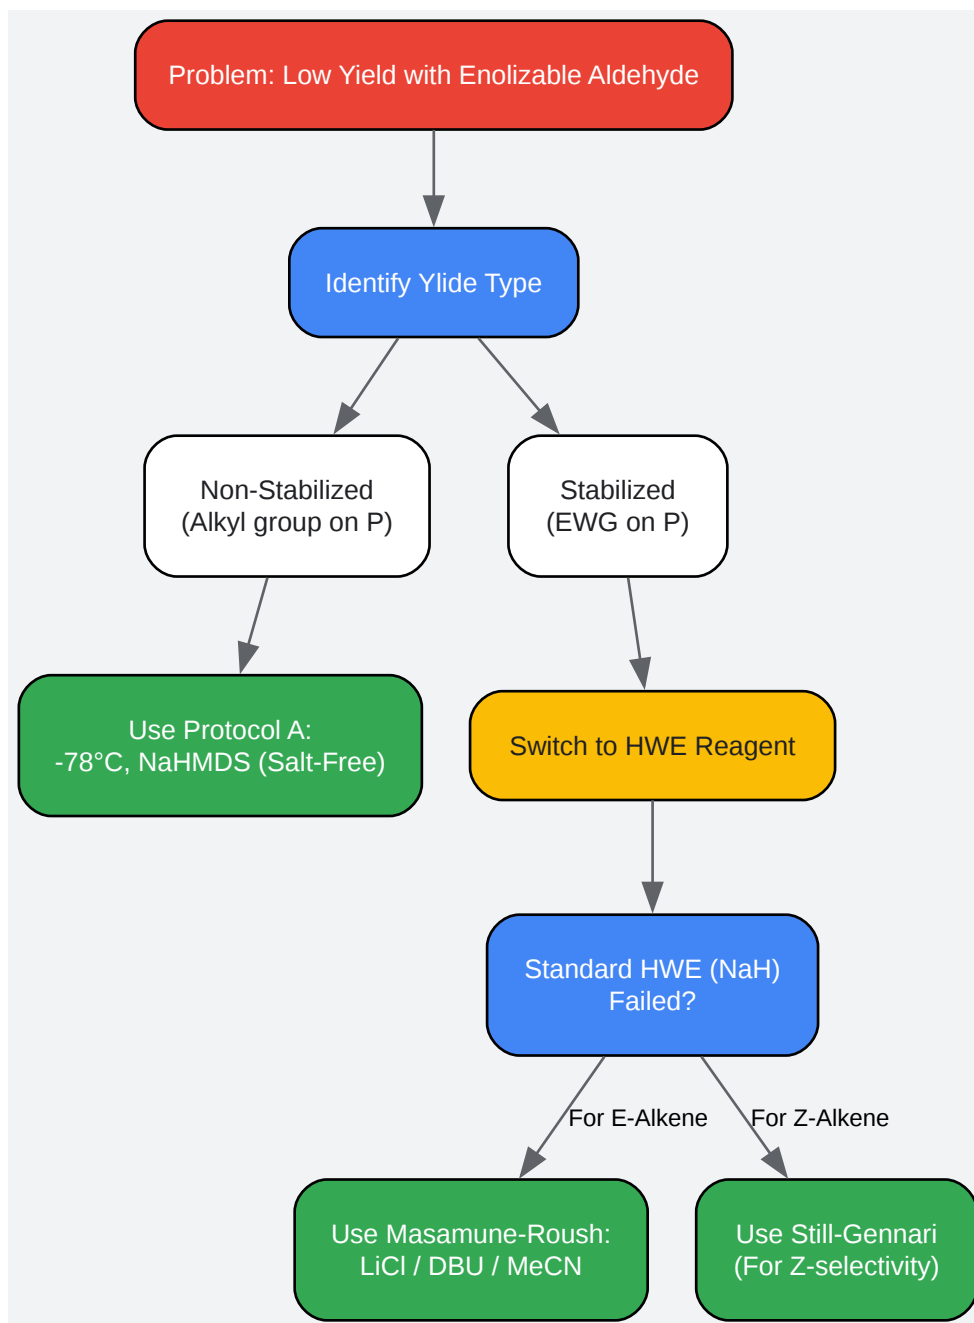 Problem: Low Yield with Enolizable Aldehyde
Identify Ylide Type
Non-Stabilized
(Alkyl group on P)
Stabilized
(EWG on P)
Use Protocol A:
-78°C, NaHMDS (Salt-Free)
Switch to HWE Reagent
Standard HWE (NaH)
Failed?
For E-Alkene
For Z-Alkene
Use Masamune-Roush:
LiCl / DBU / MeCN
Use Still-Gennari
(For Z-selectivity)